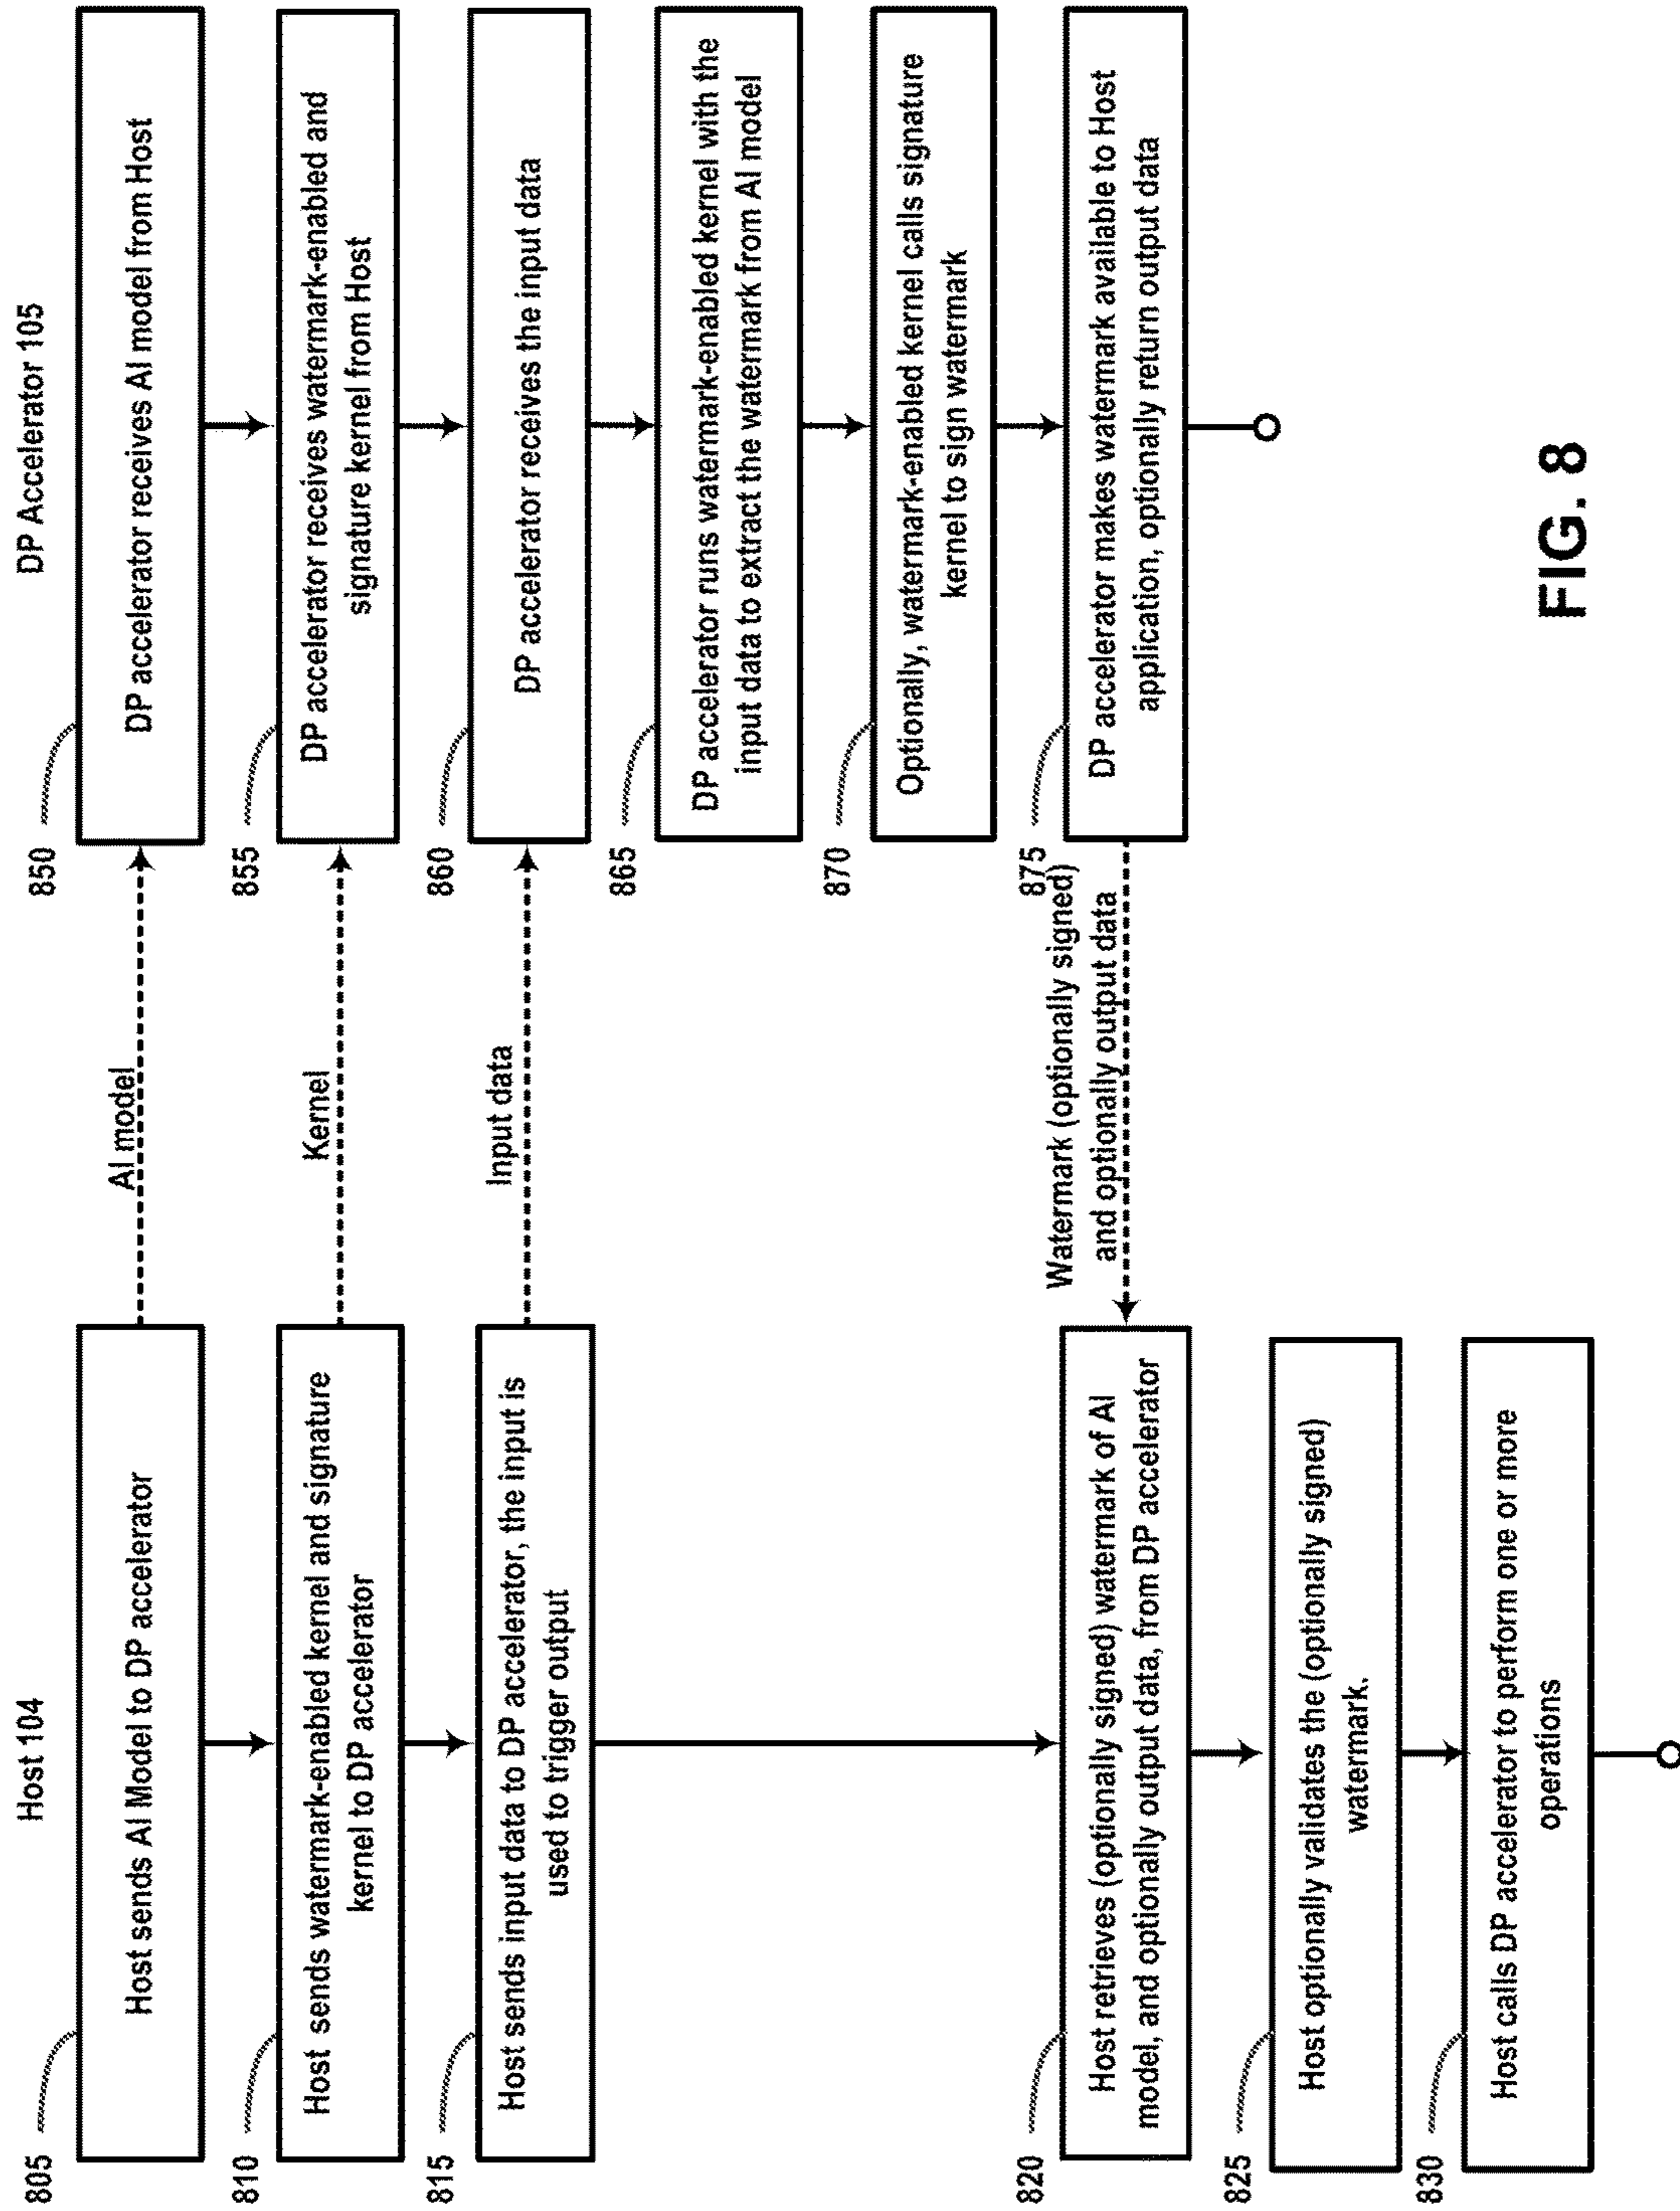 Host 104
DP Accelerator 105
805
Host sends AI Model to DP accelerator
AI model
850
DP accelerator receives AI model from Host
810
Host sends watermark-enabled kernel and signature
kernel to DP accelerator
Kernel
855
DP accelerator receives watermark-enabled and
signature kernel from Host
815
Host sends input data to DP accelerator, the input is
used to trigger output
Input data
860
DP accelerator receives the input data
865
DP accelerator runs watermark-enabled kernel with the
input data to extract the watermark from AI model
870
Optionally, watermark-enabled kernel calls signature
kernel to sign watermark
875
DP accelerator makes watermark available to Host
application, optionally return output data
Watermark (optionally signed)
and optionally output data
820
Host retrieves (optionally signed) watermark of AI
model, and optionally output data, from DP accelerator
825
Host optionally validates the (optionally signed)
watermark.
830
Host calls DP accelerator to perform one or more
operations
FIG. 8